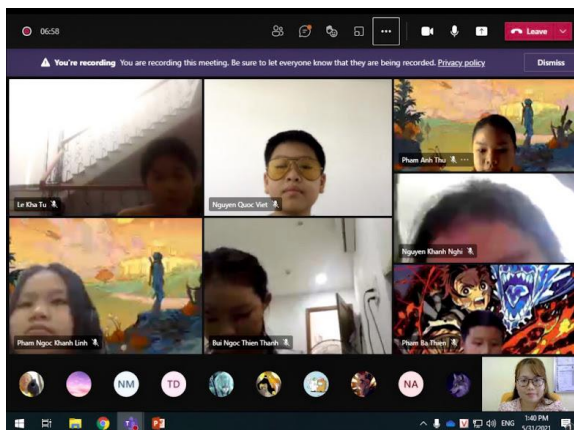 06:58
Leave
You're recording You are recording this meeting. Be sure to let everyone know that they are being recorded. Privacy policy
Dismiss
Le Kha Tu
Nguyen Quoc Viet
Pham Anh Thu
Nguyen Khanh Nghi
Pham Ngoc Khanh Linh
Bui Ngoc Thien Thanh
Pham Ba Thien
NM
TD
NA
ENG
1:40 PM
5/31/2021